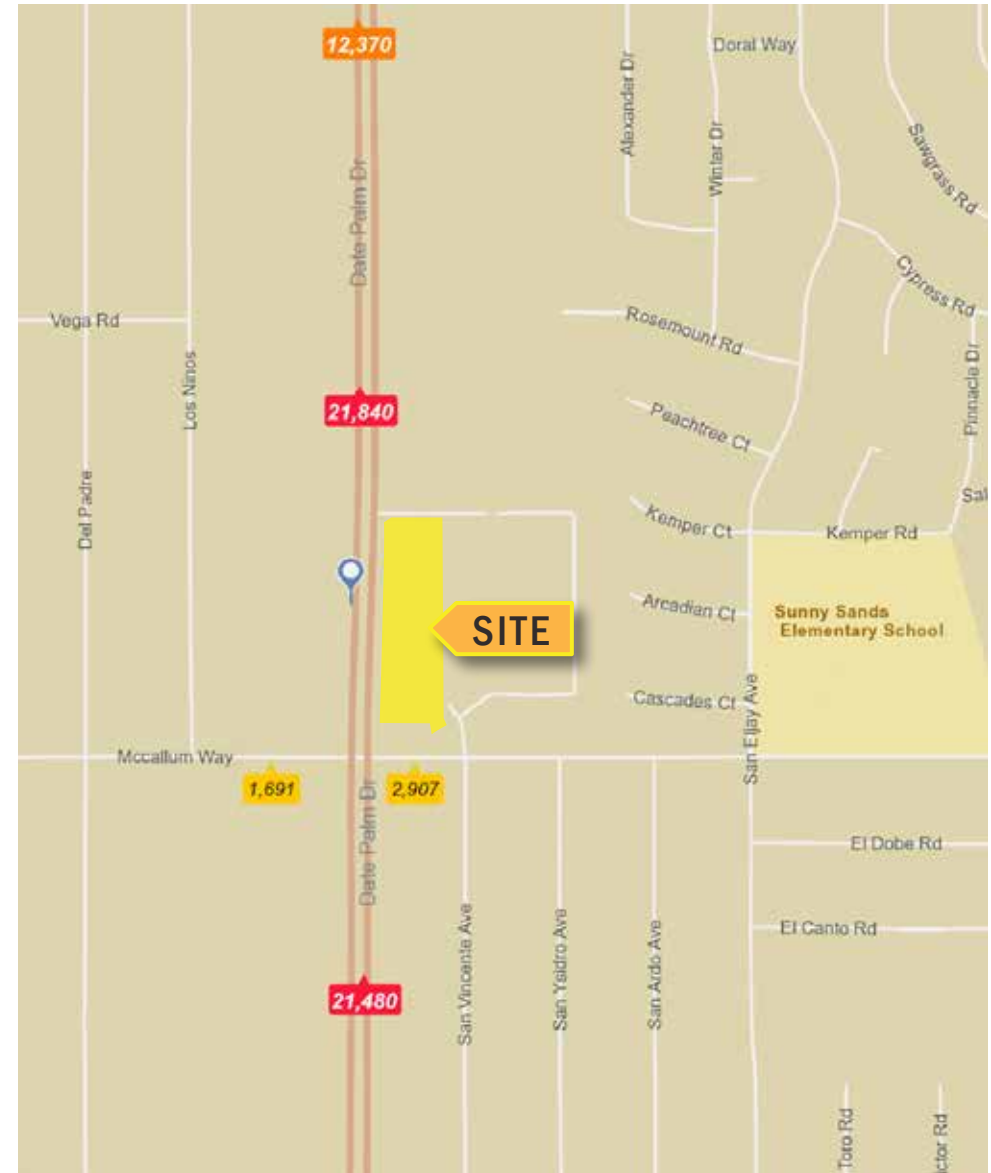 12,370
Doral Way
Alexander Dr
Winter Dr
Sawgrass Rd
Date Palm Dr
Cypress Rd
Vega Rd
Rosemount Rd
Los Ninos
Pinnacle Dr
21,840
Peachtree Ct
Del Padre
Sal
Kemper Ct
Kemper Rd
Arcadian Ct
Sunny Sands
Elementary School
SITE
Cascades Ct
San Eljay Ave
Mccallum Way
1,691
2,907
Date Palm Dr
El Dobe Rd
El Canto Rd
San Vincente Ave
San Ysidro Ave
San Ardo Ave
21,480
Toro Rd
ctor Rd